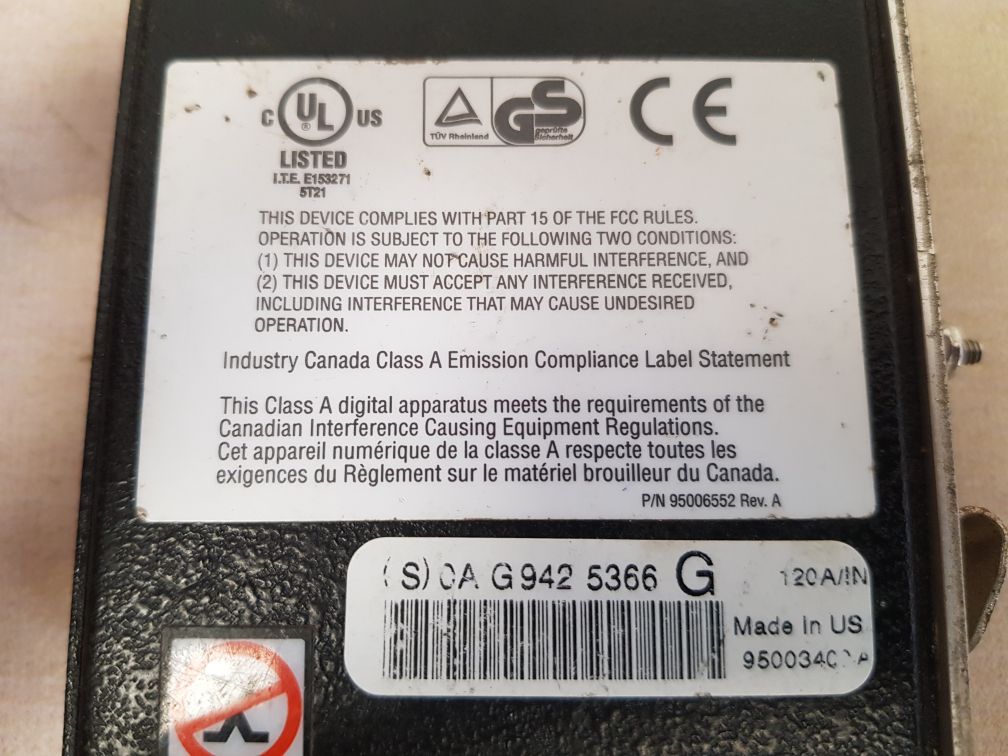 C UL ® US
LISTED
I.T.E. E153271
5T21
TÜV Rheinland
GS
geprüfte
Sicherheit
CE
THIS DEVICE COMPLIES WITH PART 15 OF THE FCC RULES.
OPERATION IS SUBJECT TO THE FOLLOWING TWO CONDITIONS:
(1) THIS DEVICE MAY NOT CAUSE HARMFUL INTERFERENCE, AND
(2) THIS DEVICE MUST ACCEPT ANY INTERFERENCE RECEIVED,
INCLUDING INTERFERENCE THAT MAY CAUSE UNDESIRED
OPERATION.
Industry Canada Class A Emission Compliance Label Statement
This Class A digital apparatus meets the requirements of the
Canadian Interference Causing Equipment Regulations.
Cet appareil numérique de la classe A respecte toutes les
exigences du Règlement sur le matériel brouilleur du Canada.
P/N 95006552 Rev. A
(S) G942 5366 G
120A/IN
Made in US